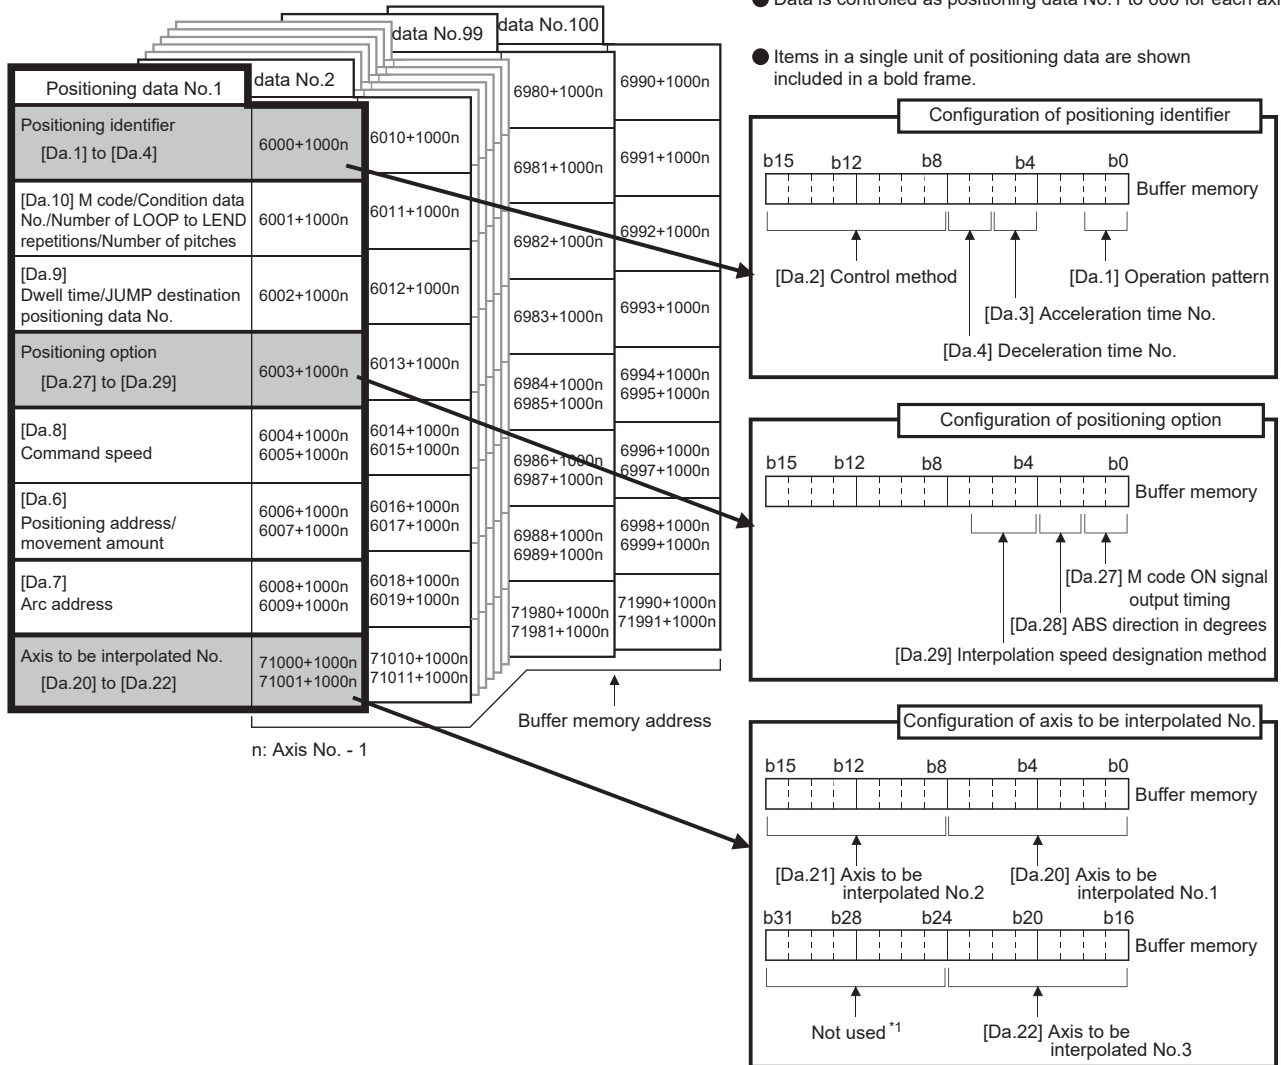 ● Data is controlled as positioning data No.1 to 600 for each axi
● Items in a single unit of positioning data are shown
included in a bold frame.
data No.100
data No.99
data No.2
Positioning data No.1
Positioning identifier
[Da.1] to [Da.4]
6000+1000n
6010+1000n
6980+1000n
6990+1000n
[Da.10] M code/Condition data
No./Number of LOOP to LEND
repetitions/Number of pitches
6001+1000n
6011+1000n
6981+1000n
6991+1000n
[Da.9]
Dwell time/JUMP destination
positioning data No.
6002+1000n
6012+1000n
6982+1000n
6992+1000n
Positioning option
[Da.27] to [Da.29]
6003+1000n
6013+1000n
6983+1000n
6993+1000n
[Da.8]
Command speed
6004+1000n
6005+1000n
6014+1000n
6015+1000n
6984+1000n
6985+1000n
6994+1000n
6995+1000n
[Da.6]
Positioning address/
movement amount
6006+1000n
6007+1000n
6016+1000n
6017+1000n
6986+1000n
6987+1000n
6996+1000n
6997+1000n
[Da.7]
Arc address
6008+1000n
6009+1000n
6018+1000n
6019+1000n
6988+1000n
6989+1000n
6998+1000n
6999+1000n
Axis to be interpolated No.
[Da.20] to [Da.22]
71000+1000n
71001+1000n
71010+1000n
71011+1000n
71980+1000n
71981+1000n
71990+1000n
71991+1000n
Buffer memory address
n: Axis No. - 1
Configuration of positioning identifier
b15 b12 b8 b4 b0
Buffer memory
[Da.2] Control method
[Da.1] Operation pattern
[Da.3] Acceleration time No.
[Da.4] Deceleration time No.
Configuration of positioning option
b15 b12 b8 b4 b0
Buffer memory
[Da.27] M code ON signal
output timing
[Da.28] ABS direction in degrees
[Da.29] Interpolation speed designation method
Configuration of axis to be interpolated No.
b15 b12 b8 b4 b0
Buffer memory
[Da.21] Axis to be
interpolated No.2
[Da.20] Axis to be
interpolated No.1
b31 b28 b24 b20 b16
Buffer memory
Not used *1
[Da.22] Axis to be
interpolated No.3